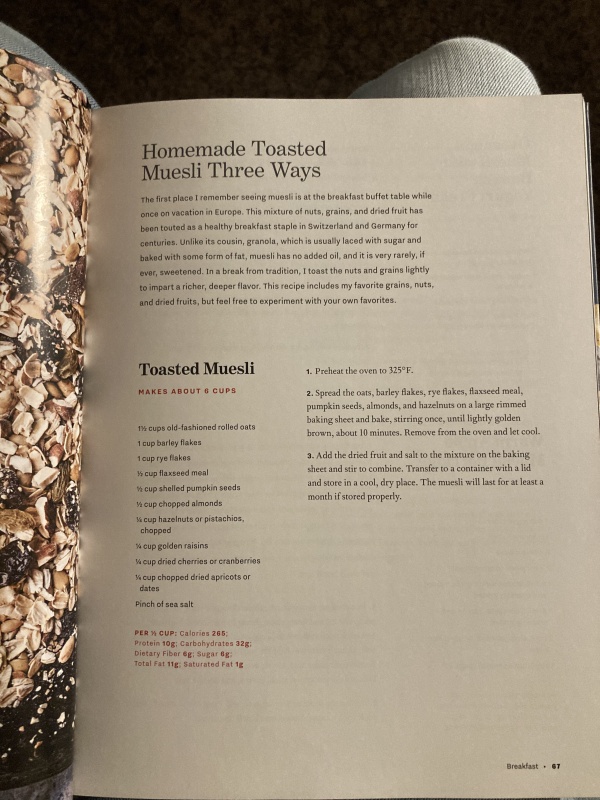 Homemade Toasted
Muesli Three Ways
The first place I remember seeing muesli is at the breakfast buffet table while
once on vacation in Europe. This mixture of nuts, grains, and dried fruit has
been touted as a healthy breakfast staple in Switzerland and Germany for
centuries. Unlike its cousin, granola, which is usually laced with sugar and
baked with some form of fat, muesli has no added oil, and it is very rarely, if
ever, sweetened. In a break from tradition, I toast the nuts and grains lightly
to impart a richer, deeper flavor. This recipe includes my favorite grains, nuts,
and dried fruits, but feel free to experiment with your own favorites.
Toasted Muesli
MAKES ABOUT 6 CUPS
cups old-fashioned rolled oats
1 cup barley flakes
1 cup rye flakes
½ cup flaxseed meal
½ cup shelled pumpkin seeds
½ cup chopped almonds
cup hazelnuts or pistachios,
chopped
¼ cup golden raisins
¼ cup dried cherries or cranberries
¼ cup chopped dried apricots or
dates
Pinch of sea salt
PER ½ CUP: Calories 265;
Protein 10g; Carbohydrates 32g;
Dietary Fiber 6g; Sugar 6g;
Total Fat 11g; Saturated Fat 1g
1. Preheat the oven to 325°F.
2. Spread the oats, barley flakes, rye flakes, flaxseed meal,
pumpkin seeds, almonds, and hazelnuts on a large rimmed
baking sheet and bake, stirring once, until lightly golden
brown, about 10 minutes. Remove from the oven and let cool.
3. Add the dried fruit and salt to the mixture on the baking
sheet and stir to combine. Transfer to a container with a lid
and store in a cool, dry place. The muesli will last for at least a
month if stored properly.
Breakfast • 67